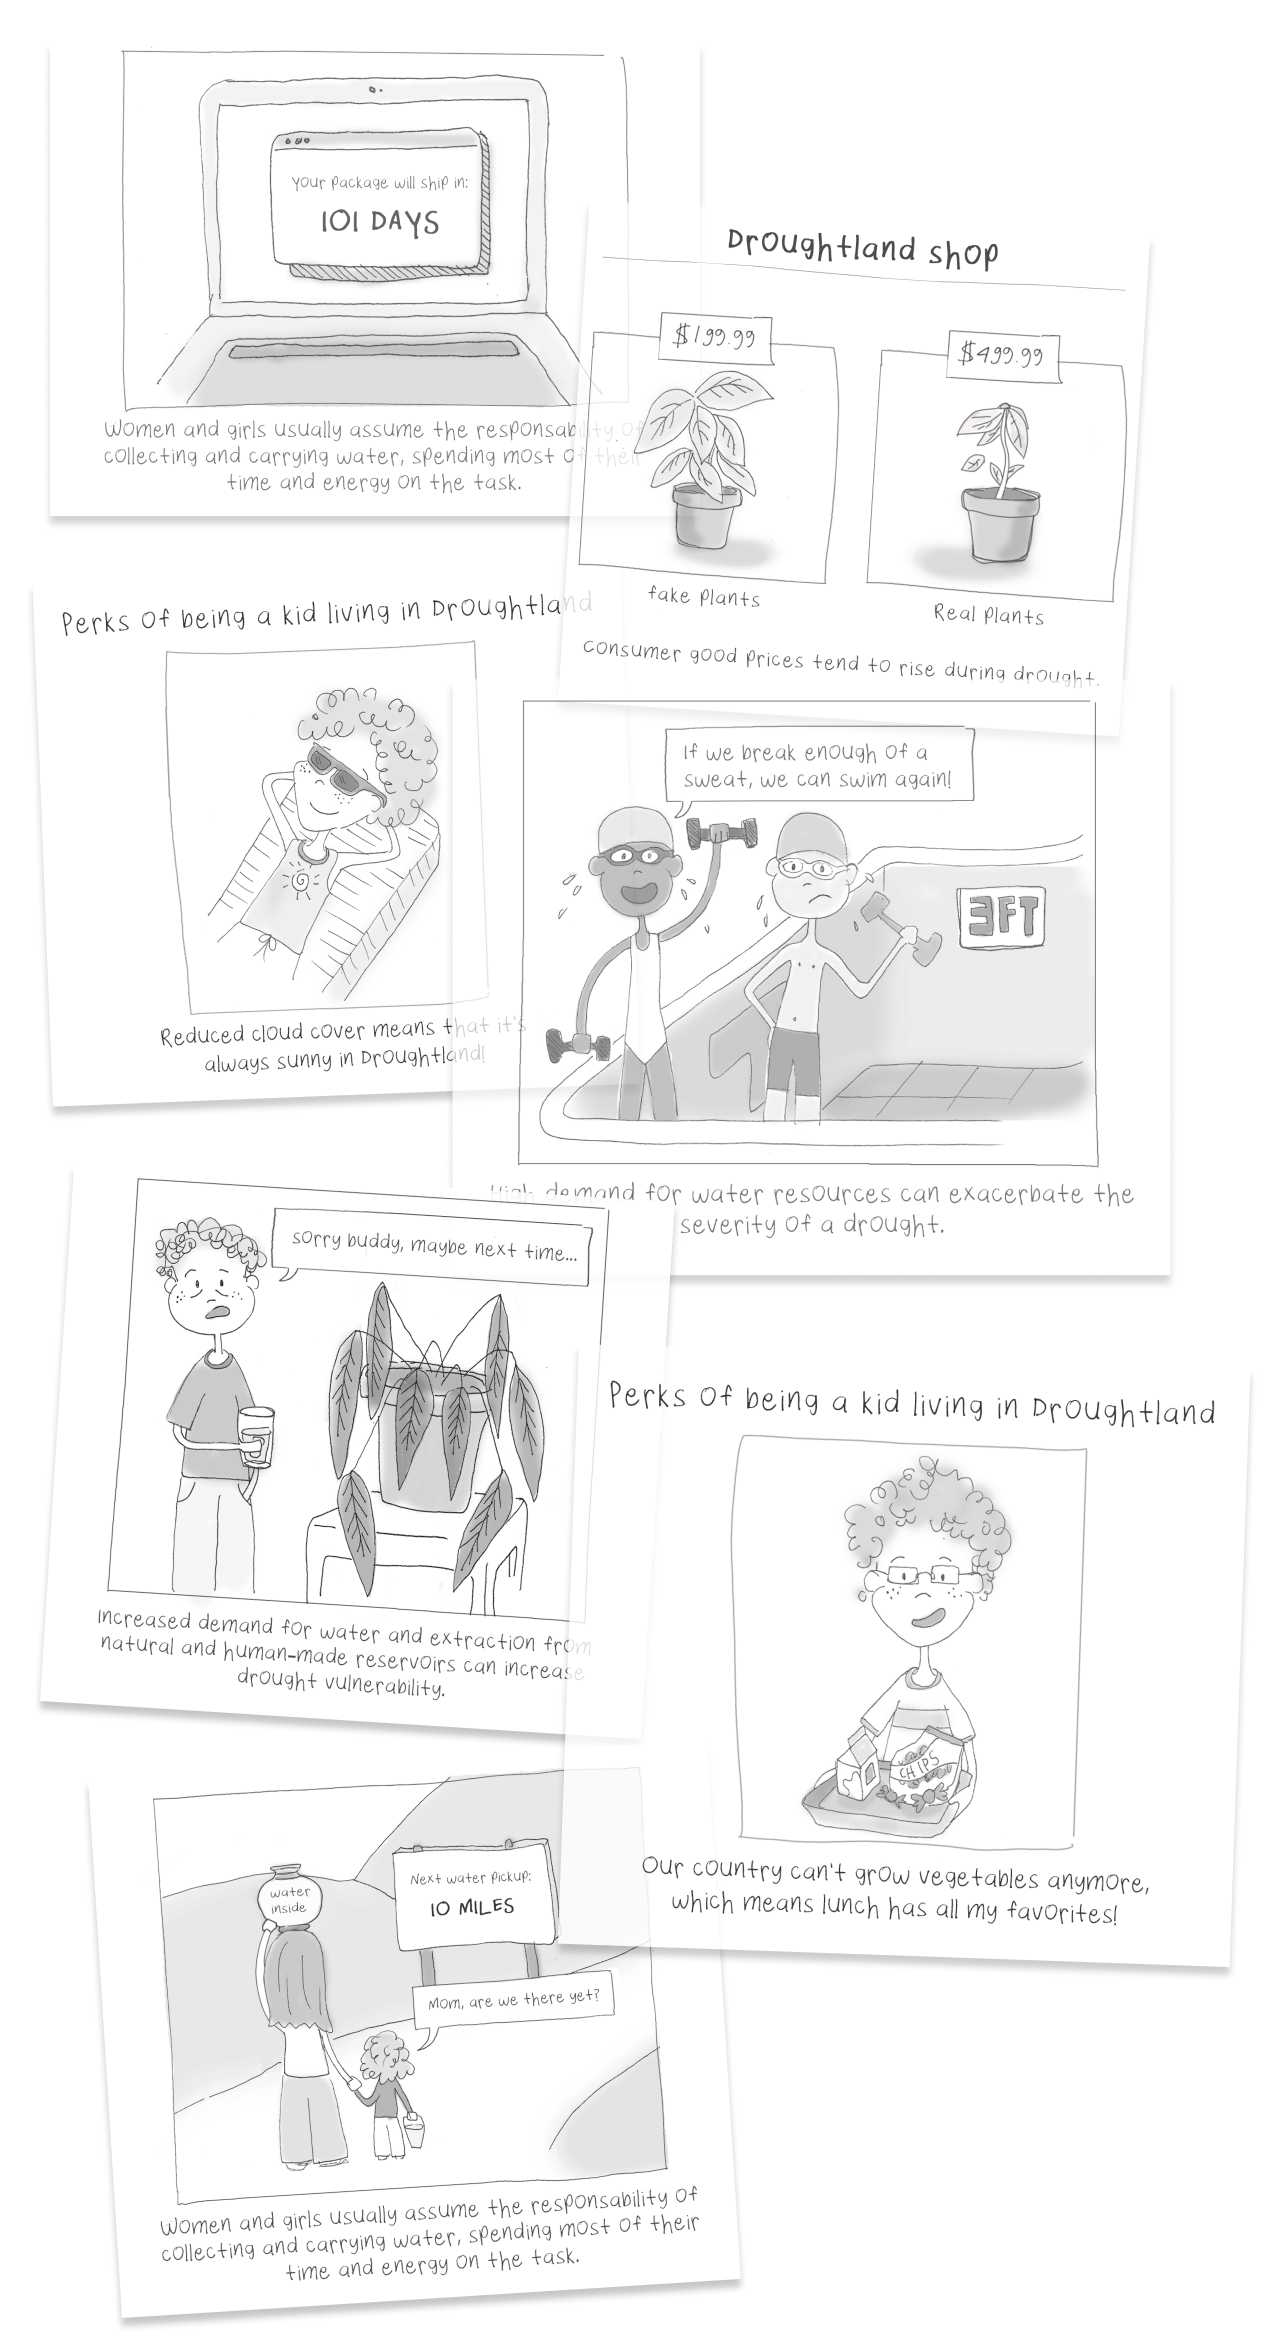 Your package will ship in:
101 DAYS
Women and girls usually assume the responsability of
collecting and carrying water, spending most of their
time and energy on the task.
Droughtland shop
$199.99
$499.99
fake plants
Real plants
Consumer good prices tend to rise during drought.
Perks of being a kid living in Droughtland
Reduced cloud cover means that it's
always sunny in Droughtland!
If we break enough of a
sweat, we can swim again!
3FT
High demand for water resources can exacerbate the
severity of a drought.
Sorry buddy, maybe next time...
Increased demand for water and extraction from
natural and human-made reservoirs can increase
drought vulnerability.
Perks of being a kid living in Droughtland
CHIPS
Our country can't grow vegetables anymore,
which means lunch has all my favorites!
water
inside
Next water pickup:
10 MILES
Mom, are we there yet?
Women and girls usually assume the responsability of
collecting and carrying water, spending most of their
time and energy on the task.